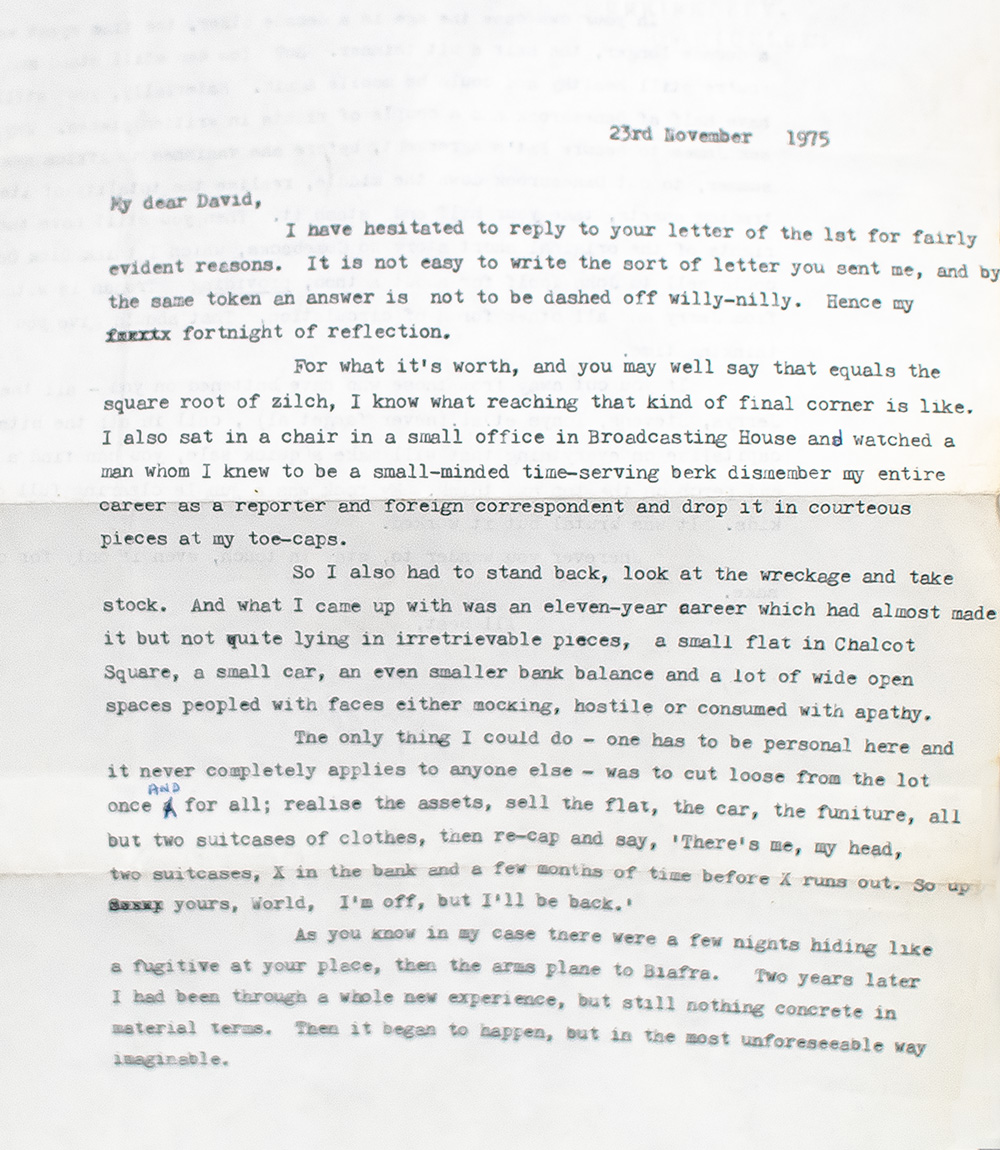 23rd November 1975
My dear David,
I have hesitated to reply to your letter of the 1st for fairly
evident reasons. It is not easy to write the sort of letter you sent me, and by
the same token an answer is not to be dashed off willy-nilly. Hence my
fortnight of reflection.
For what it's worth, and you may well say that equals the
square root of zilch, I know what reaching that kind of final corner is like.
I also sat in a chair in a small office in Broadcasting House and watched a
man whom I knew to be a small-minded time-serving berk dismember my entire
career as a reporter and foreign correspondent and drop it in courteous
pieces at my toe-caps.
So I also had to stand back, look at the wreckage and take
stock. And what I came up with was an eleven-year career which had almost made
it but not quite lying in irretrievable pieces, a small flat in Chalcot
Square, a small car, an even smaller bank balance and a lot of wide open
spaces peopled with faces either mocking, hostile or consumed with apathy.
The only thing I could do - one has to be personal here and
it never completely applies to anyone else - was to cut loose from the lot
AND
once for all; realise the assets, sell the flat, the car, the funiture, all
but two suitcases of clothes, then re-cap and say, 'There's me, my head,
two suitcases, X in the bank and a few months of time before X runs out. So up
yours, World, I'm off, but I'll be back.'
As you know in my case there were a few nights hiding like
a fugitive at your place, then the arms plane to Biafra. Two years later
I had been through a whole new experience, but still nothing concrete in
material terms. Then it began to happen, but in the most unforeseeable way
imaginable.